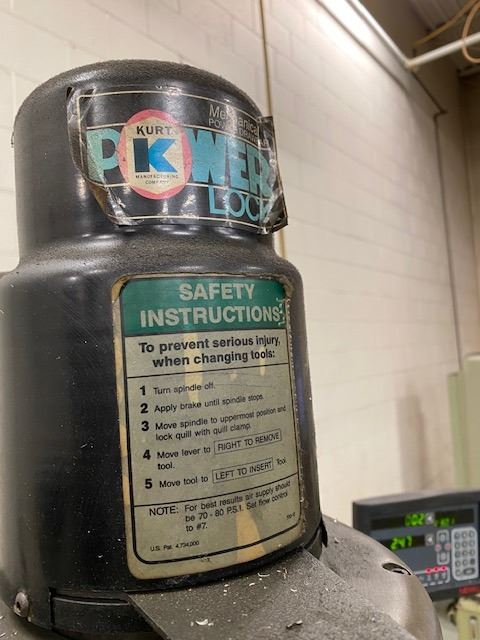 Mechanical
POWER DRAW
POWER
KURT
K
MANUFACTURING
COMPANY
LOCK
SAFETY
INSTRUCTIONS
To prevent serious injury,
when changing tools:
1 Turn spindle off.
2 Apply brake until spindle stops.
3 Move spindle to uppermost position and
lock quill with quill clamp.
4 Move lever to RIGHT TO REMOVE
tool.
5 Move tool to LEFT TO INSERT Tool.
NOTE: For best results air supply should
be 70 - 80 P.S.I. Set flow control
to #7.
U.S. Pat. 4,734,000